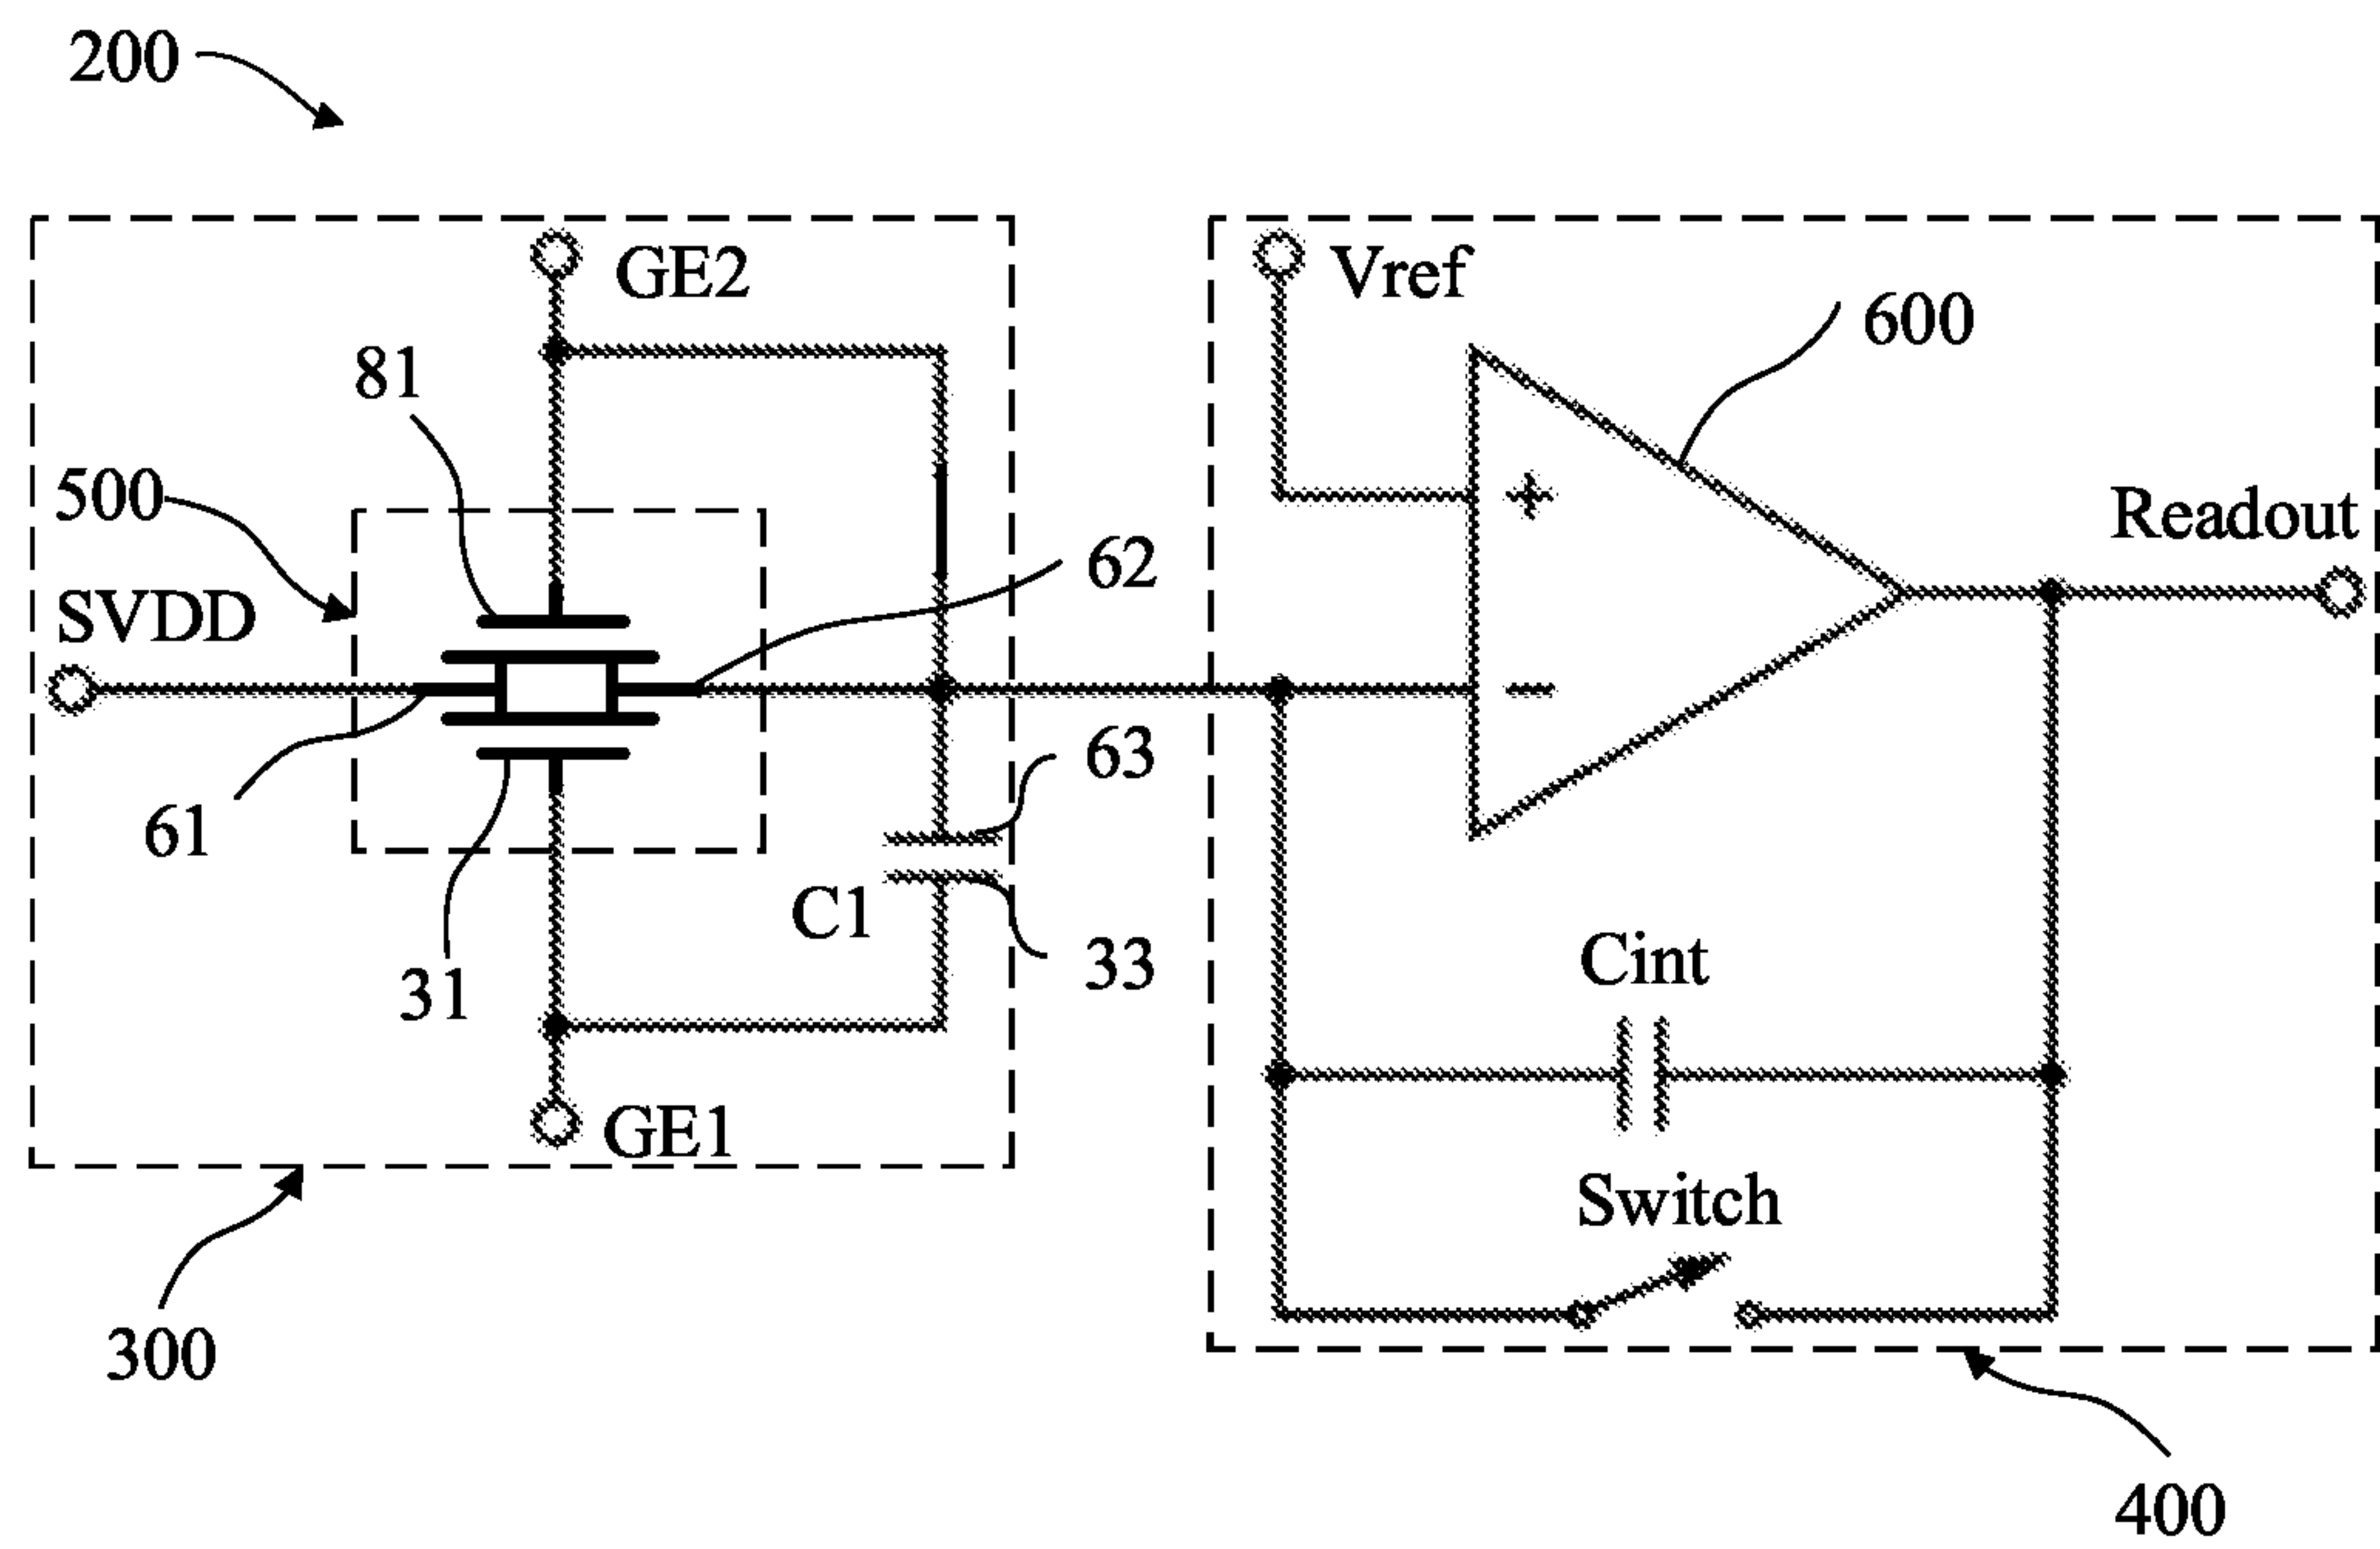 200
GE2
Vref
600
81
500
Readout
62
SVDD
+
−
63
61
C1
33
31
Cint
GE1
Switch
300
400